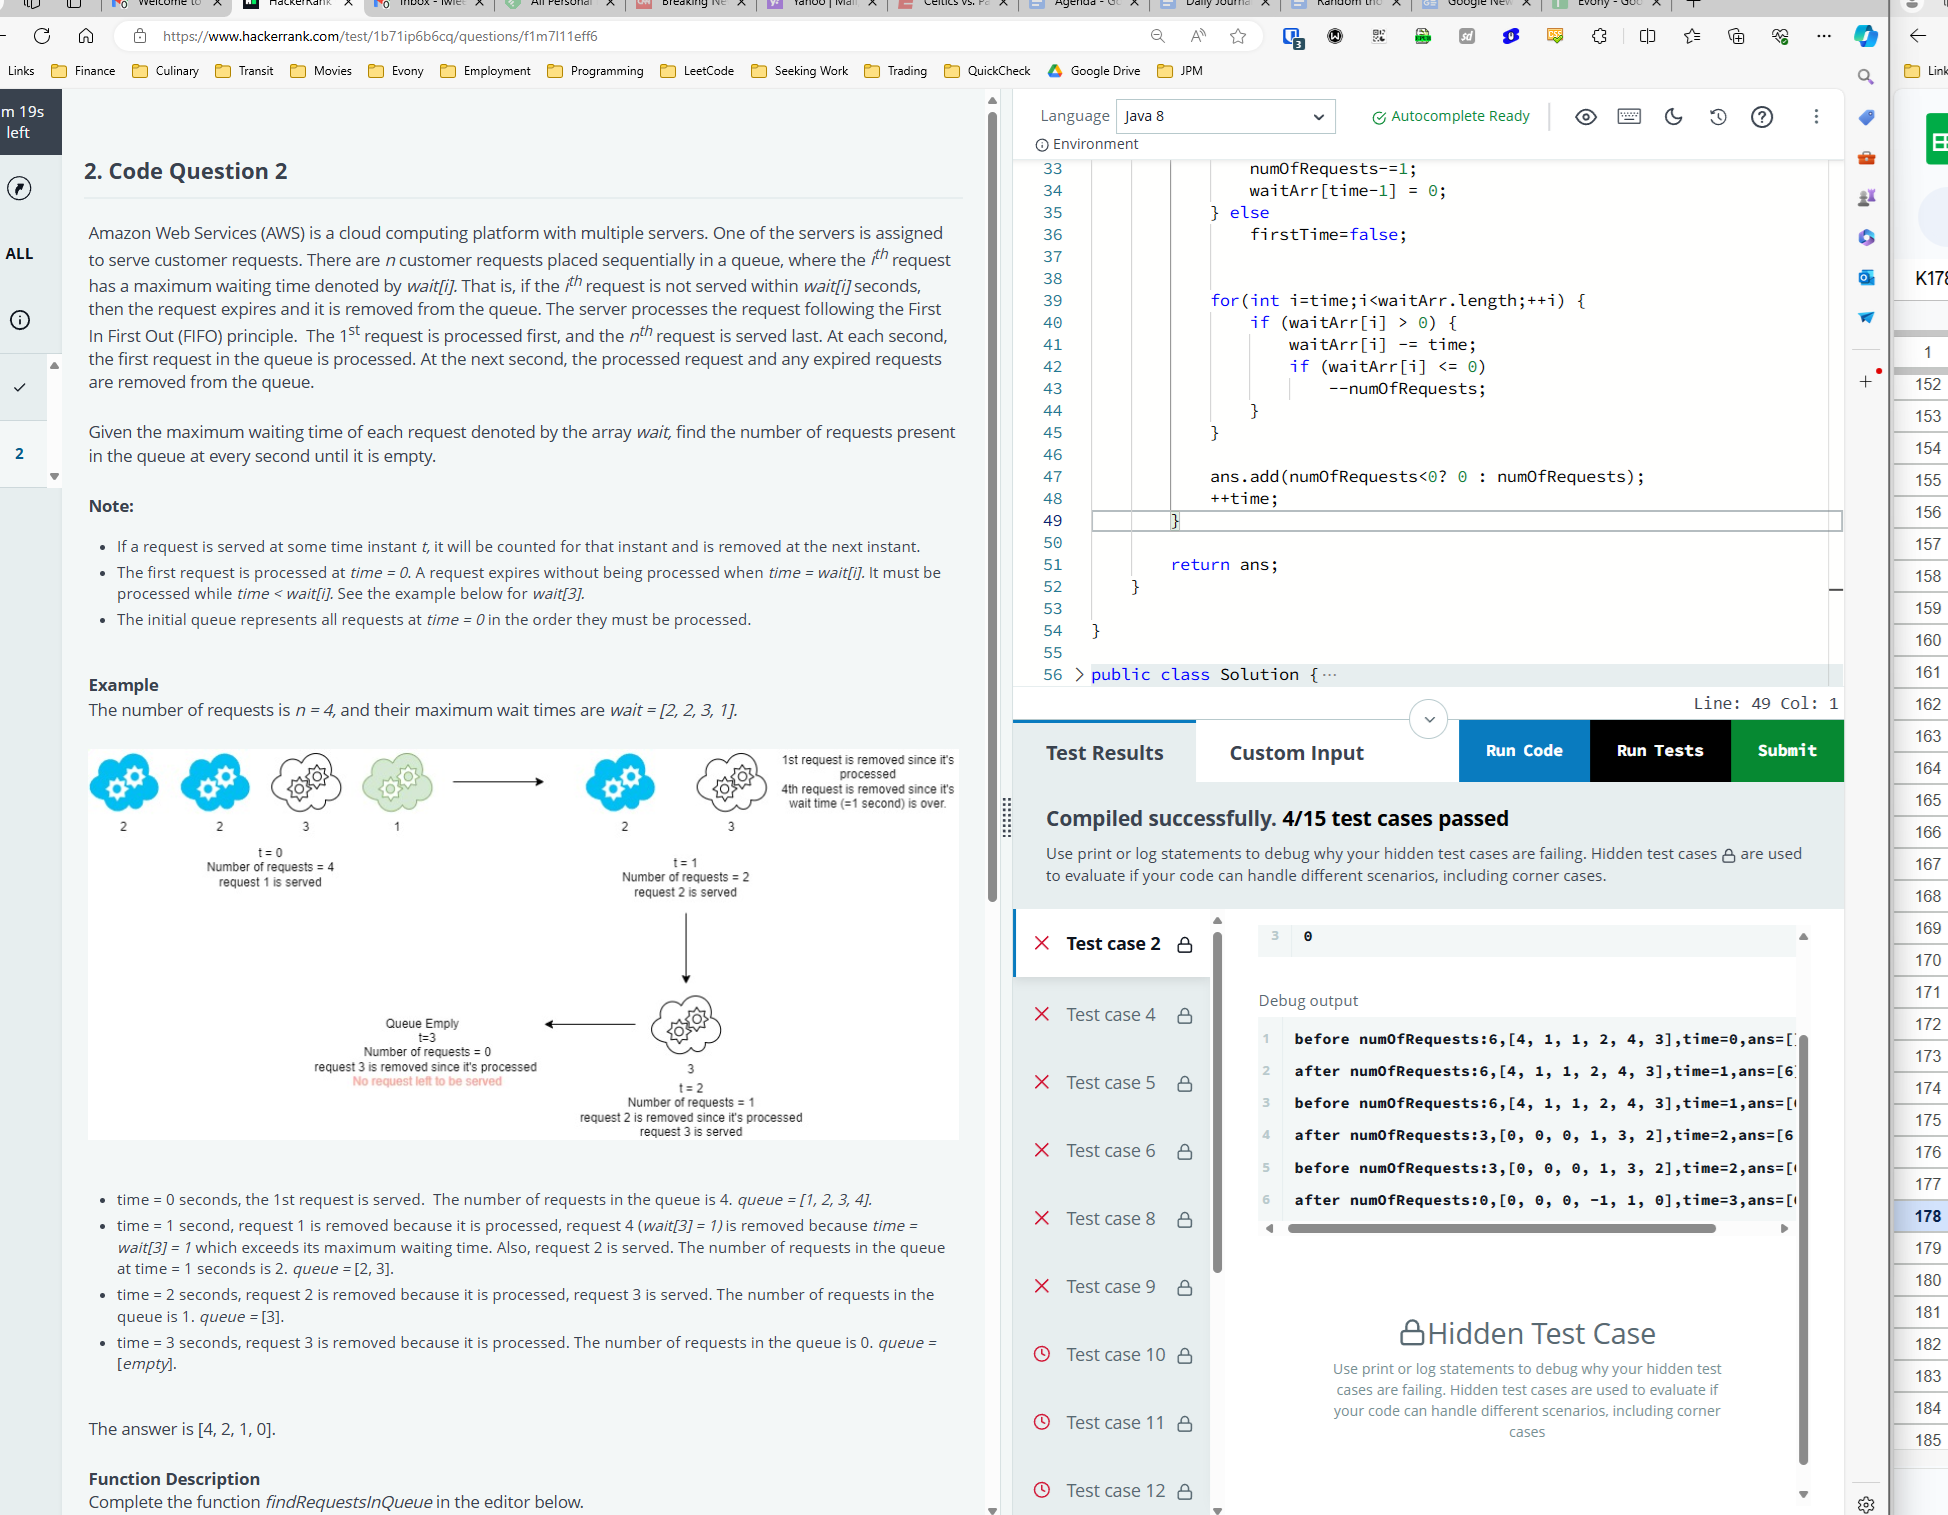 Welcome to
HackerRank
Inbox - lwiec
All Personal
Breaking Ne
Yahoo | Mail
Celtics vs. Pa
Agenda - G
Daily Journa
Random tho
Google New
Evony - Goo
https://www.hackerrank.com/test/1b71ip6b6cq/questions/f1m7l11eff6
Links Finance Culinary Transit Movies Evony Employment Programming LeetCode Seeking Work Trading QuickCheck Google Drive JPM
Link
m 19s
left
ALL
2
2. Code Question 2
Amazon Web Services (AWS) is a cloud computing platform with multiple servers. One of the servers is assigned
to serve customer requests. There are n customer requests placed sequentially in a queue, where the ith request
has a maximum waiting time denoted by wait[i]. That is, if the ith request is not served within wait[i] seconds,
then the request expires and it is removed from the queue. The server processes the request following the First
In First Out (FIFO) principle. The 1st request is processed first, and the nth request is served last. At each second,
the first request in the queue is processed. At the next second, the processed request and any expired requests
are removed from the queue.
Given the maximum waiting time of each request denoted by the array wait, find the number of requests present
in the queue at every second until it is empty.
Note:
• If a request is served at some time instant t, it will be counted for that instant and is removed at the next instant.
• The first request is processed at time = 0. A request expires without being processed when time = wait[i]. It must be
processed while time < wait[i]. See the example below for wait[3].
• The initial queue represents all requests at time = 0 in the order they must be processed.
Example
The number of requests is n = 4, and their maximum wait times are wait = [2, 2, 3, 1].
2 2 3 1
t = 0
Number of requests = 4
request 1 is served
2 3
1st request is removed since it's
processed
4th request is removed since it's
wait time (=1 second) is over.
t = 1
Number of requests = 2
request 2 is served
3
t = 2
Number of requests = 1
request 2 is removed since it's processed
request 3 is served
Queue Empty
t=3
Number of requests = 0
request 3 is removed since it's processed
No request left to be served
• time = 0 seconds, the 1st request is served. The number of requests in the queue is 4. queue = [1, 2, 3, 4].
• time = 1 second, request 1 is removed because it is processed, request 4 (wait[3] = 1) is removed because time =
wait[3] = 1 which exceeds its maximum waiting time. Also, request 2 is served. The number of requests in the queue
at time = 1 seconds is 2. queue = [2, 3].
• time = 2 seconds, request 2 is removed because it is processed, request 3 is served. The number of requests in the
queue is 1. queue = [3].
• time = 3 seconds, request 3 is removed because it is processed. The number of requests in the queue is 0. queue =
[empty].
The answer is [4, 2, 1, 0].
Function Description
Complete the function findRequestsInQueue in the editor below.
Language Java 8 Autocomplete Ready
Environment
33 numOfRequests-=1;
34 waitArr[time-1] = 0;
35 } else
36 firstTime=false;
37
38
39 for(int i=time;i<waitArr.length;++i) {
40 if (waitArr[i] > 0) {
41 waitArr[i] -= time;
42 if (waitArr[i] <= 0)
43 --numOfRequests;
44 }
45 }
46
47 ans.add(numOfRequests<0? 0 : numOfRequests);
48 ++time;
49 }
50
51 return ans;
52 }
53
54 }
55
56 public class Solution {···
Line: 49 Col: 1
Test Results
Custom Input
Run Code
Run Tests
Submit
Compiled successfully. 4/15 test cases passed
Use print or log statements to debug why your hidden test cases are failing. Hidden test cases are used
to evaluate if your code can handle different scenarios, including corner cases.
Test case 2
Test case 4
Test case 5
Test case 6
Test case 8
Test case 9
Test case 10
Test case 11
Test case 12
3 0
Debug output
1 before numOfRequests:6,[4, 1, 1, 2, 4, 3],time=0,ans=[]
2 after numOfRequests:6,[4, 1, 1, 2, 4, 3],time=1,ans=[6
3 before numOfRequests:6,[4, 1, 1, 2, 4, 3],time=1,ans=[
4 after numOfRequests:3,[0, 0, 0, 1, 3, 2],time=2,ans=[6
5 before numOfRequests:3,[0, 0, 0, 1, 3, 2],time=2,ans=[
6 after numOfRequests:0,[0, 0, 0, -1, 1, 0],time=3,ans=[
Hidden Test Case
Use print or log statements to debug why your hidden test
cases are failing. Hidden test cases are used to evaluate if
your code can handle different scenarios, including corner
cases
K178
1
152
153
154
155
156
157
158
159
160
161
162
163
164
165
166
167
168
169
170
171
172
173
174
175
176
177
178
179
180
181
182
183
184
185